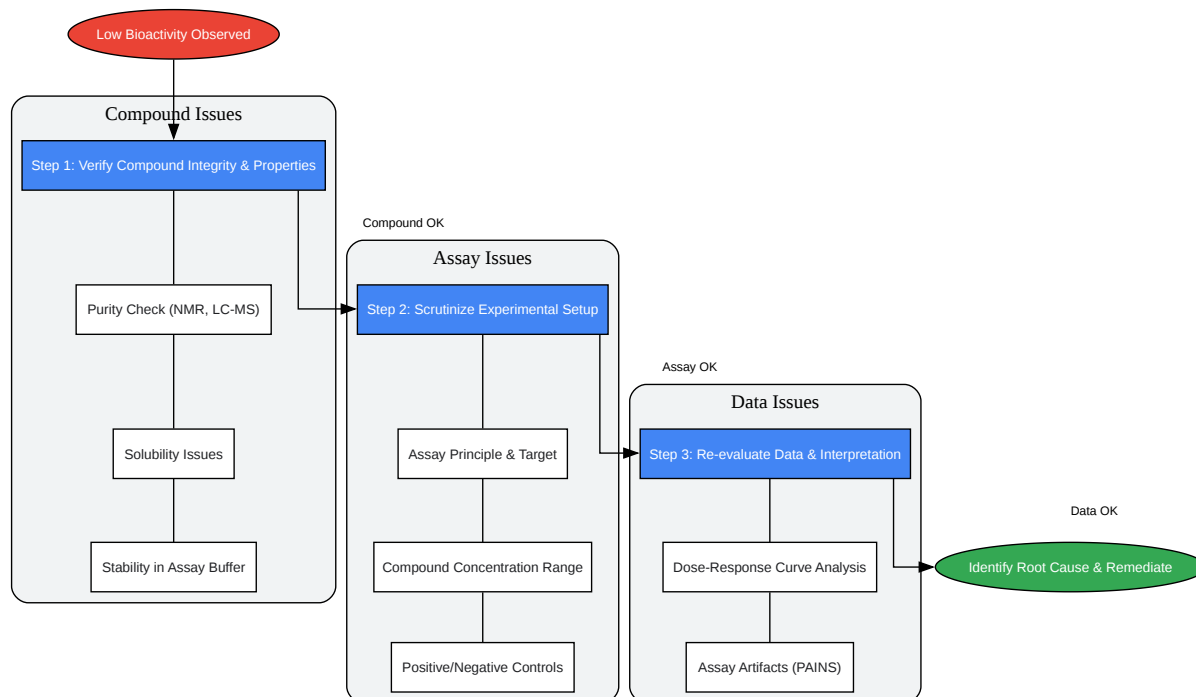 Low Bioactivity Observed
Compound Issues
Step 1: Verify Compound Integrity & Properties
Purity Check (NMR, LC-MS)
Solubility Issues
Stability in Assay Buffer
Compound OK
Assay Issues
Step 2: Scrutinize Experimental Setup
Assay Principle & Target
Compound Concentration Range
Positive/Negative Controls
Assay OK
Data Issues
Step 3: Re-evaluate Data & Interpretation
Dose-Response Curve Analysis
Assay Artifacts (PAINS)
Data OK
Identify Root Cause & Remediate